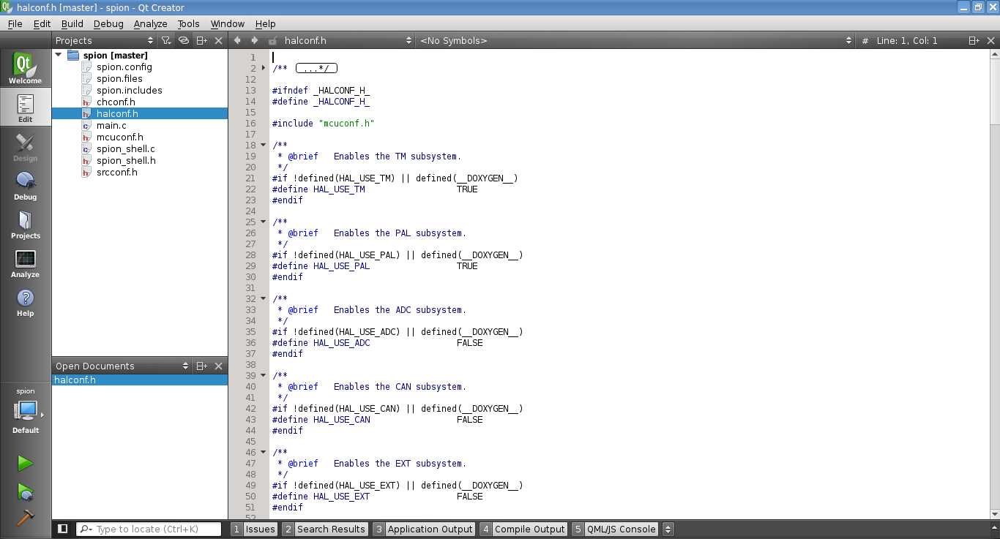 halconf.h [master] - spion - Qt Creator
File Edit Build Debug Analyze Tools Window Help
Projects halconf.h <No Symbols> # Line: 1, Col: 1
Qt
Welcome
Edit
Design
Debug
Projects
Analyze
Help
spion
Default
spion [master]
spion.config
spion.files
spion.includes
chconf.h
halconf.h
main.c
mcuconf.h
spion_shell.c
spion_shell.h
srcconf.h
Open Documents
halconf.h
1
2 /** ...*/
12
13 #ifndef _HALCONF_H_
14 #define _HALCONF_H_
15
16 #include "mcuconf.h"
17
18 /**
19 * @brief Enables the TM subsystem.
20 */
21 #if !defined(HAL_USE_TM) || defined(__DOXYGEN__)
22 #define HAL_USE_TM TRUE
23 #endif
24
25 /**
26 * @brief Enables the PAL subsystem.
27 */
28 #if !defined(HAL_USE_PAL) || defined(__DOXYGEN__)
29 #define HAL_USE_PAL TRUE
30 #endif
31
32 /**
33 * @brief Enables the ADC subsystem.
34 */
35 #if !defined(HAL_USE_ADC) || defined(__DOXYGEN__)
36 #define HAL_USE_ADC FALSE
37 #endif
38
39 /**
40 * @brief Enables the CAN subsystem.
41 */
42 #if !defined(HAL_USE_CAN) || defined(__DOXYGEN__)
43 #define HAL_USE_CAN FALSE
44 #endif
45
46 /**
47 * @brief Enables the EXT subsystem.
48 */
49 #if !defined(HAL_USE_EXT) || defined(__DOXYGEN__)
50 #define HAL_USE_EXT FALSE
51 #endif
52
Type to locate (Ctrl+K) 1 Issues 2 Search Results 3 Application Output 4 Compile Output 5 QML/JS Console